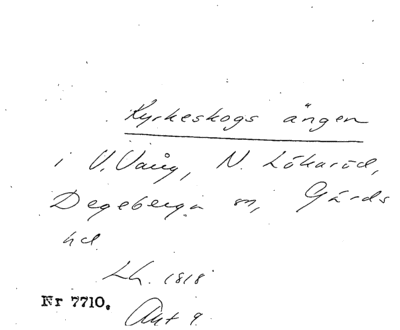 Kyrkeskogs ängen
i V. Vång, N. Lökaröd,
Degeberga sn, Gärds
hd
Lh. 1818
Nr 7710.
Akt 9.